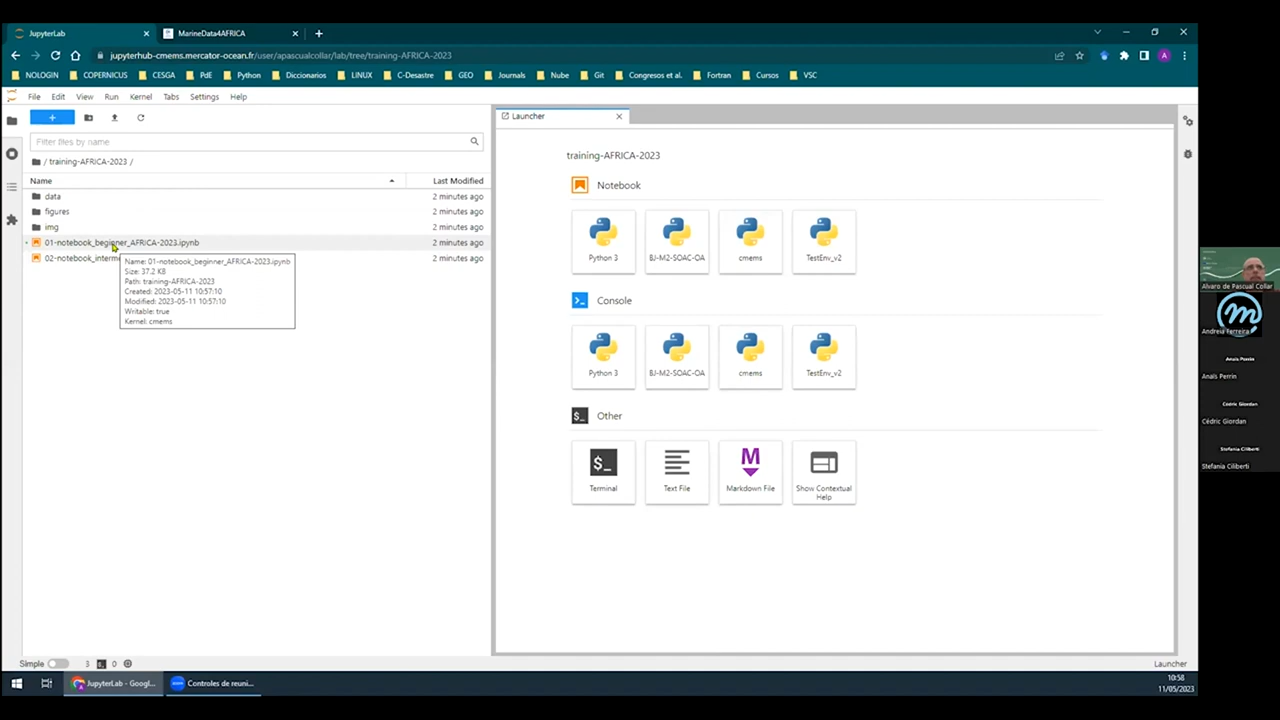 JupyterLab
MarineData4AFRICA
jupyterhub-cmems.mercator-ocean.fr/user/apascualcollar/lab/tree/training-AFRICA-2023
A
NOLOGIN COPERNICUS CESGA PdE Python Diccionarios LINUX C-Desastre GEO Journals Nube Git Congresos et al. Fortran Cursos VSC
File Edit View Run Kernel Tabs Settings Help
Filter files by name
/ training-AFRICA-2023 /
Name Last Modified
data 2 minutes ago
figures 2 minutes ago
img 2 minutes ago
01-notebook_beginner_AFRICA-2023.ipynb 2 minutes ago
02-notebook_interm 2 minutes ago
Name: 01-notebook_beginner_AFRICA-2023.ipynb
Size: 37.2 KB
Path: training-AFRICA-2023
Created: 2023-05-11 10:57:10
Modified: 2023-05-11 10:57:10
Writable: true
Kernel: cmems
Launcher
training-AFRICA-2023
Notebook
Python 3 BJ-M2-SOAC-OA cmems TestEnv_v2
Console
Python 3 BJ-M2-SOAC-OA cmems TestEnv_v2
Other
$_ M
Terminal Text File Markdown File Show Contextual
Help
Simple 3 0
Launcher
JupyterLab - Googl...
Controles de reuni...
10:58
11/05/2023
Alvaro de Pascual Collar
m
Andreia Ferreira
Anaïs Perrin
Cédric Giordan
Cédric Giordan
Stefania Ciliberti
Stefania Ciliberti